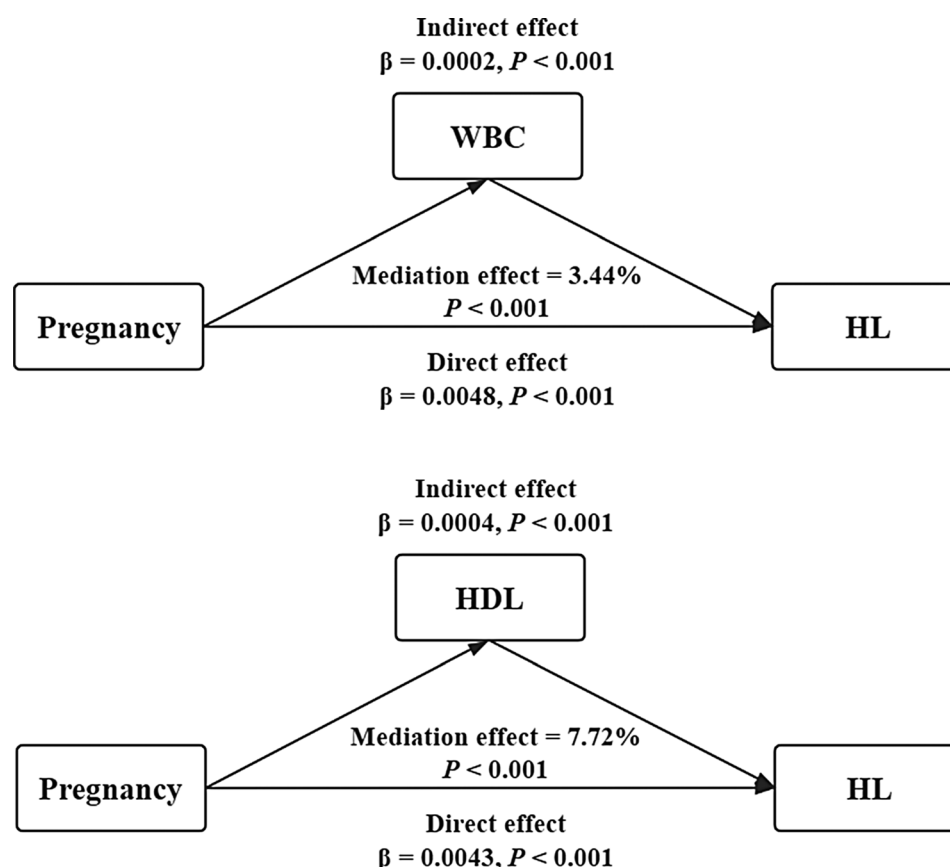 Indirect effect
β = 0.0002, P < 0.001
WBC
Mediation effect = 3.44%
P < 0.001
Pregnancy
HL
Direct effect
β = 0.0048, P < 0.001
Indirect effect
β = 0.0004, P < 0.001
HDL
Mediation effect = 7.72%
P < 0.001
Pregnancy
HL
Direct effect
β = 0.0043, P < 0.001